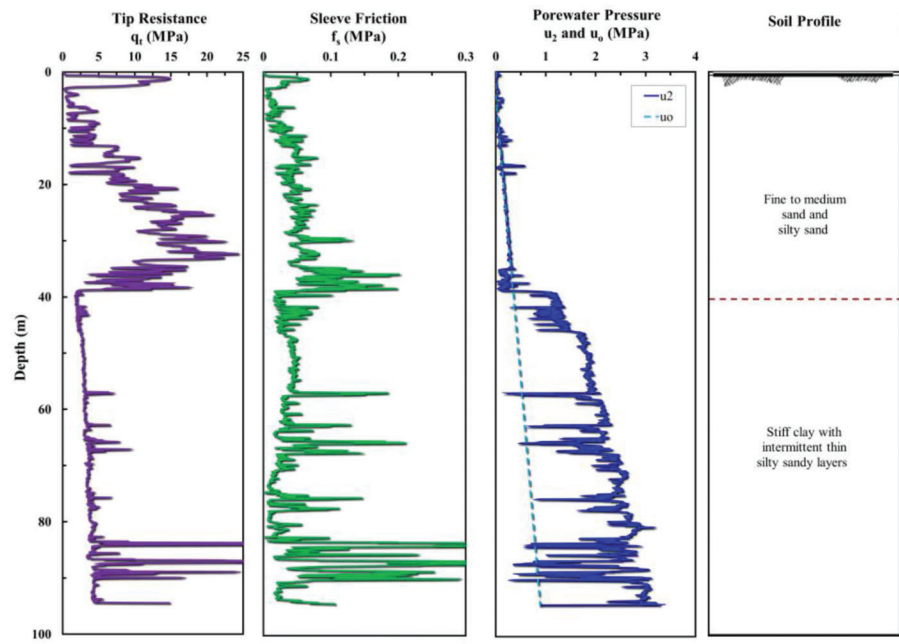 Tip Resistance
qt (MPa)
0 5 10 15 20 25
Sleeve Friction
fs (MPa)
0 0.1 0.2 0.3
Porewater Pressure
u2 and uo (MPa)
0 1 2 3 4
Soil Profile
0
20
40
60
80
100
Depth (m)
u2
uo
Fine to medium
sand and
silty sand
Stiff clay with
intermittent thin
silty sandy layers